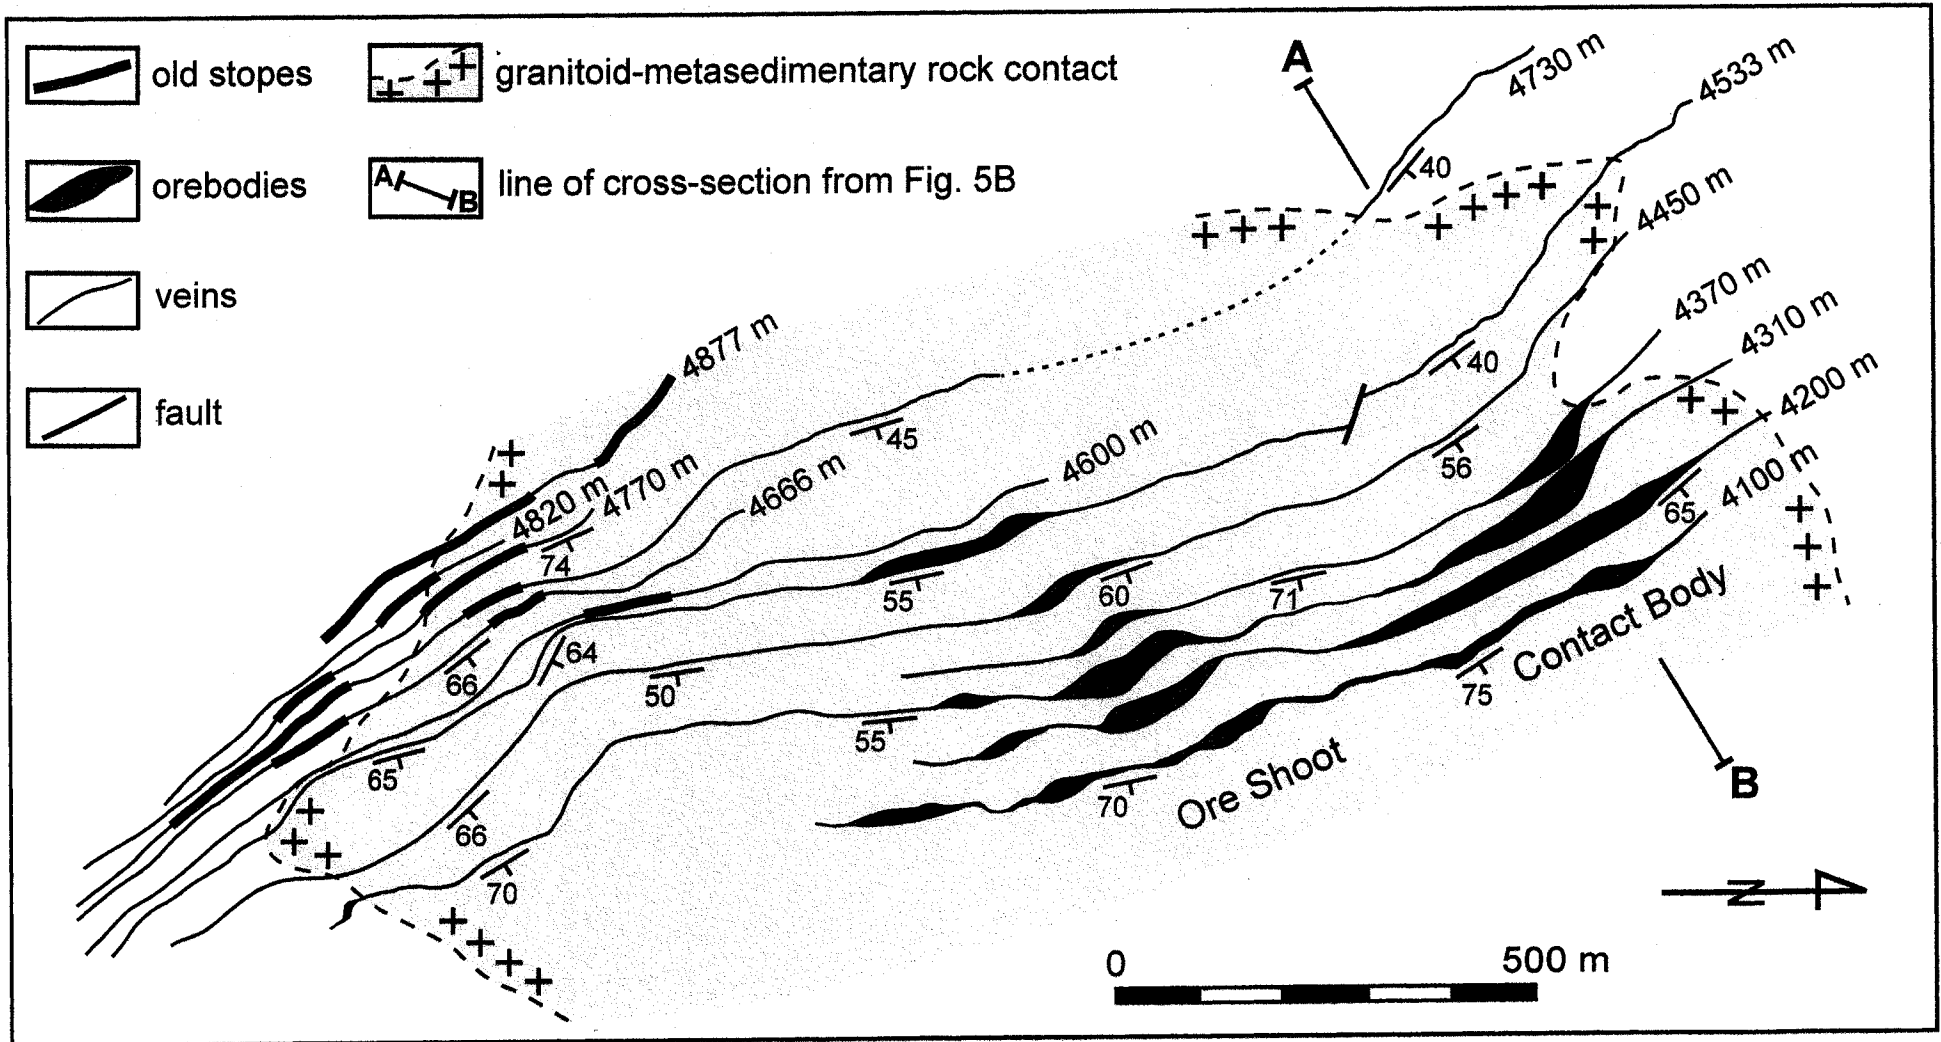 old stopes
granitoid-metasedimentary rock contact
orebodies
A B
line of cross-section from Fig. 5B
veins
fault
A
4730 m
4533 m
40
4450 m
4370 m
4310 m
4877 m
40
4200 m
45
4600 m
56
4100 m
4770 m
4666 m
4820 m
65
74
55
60
71
64
66
50
Contact Body
75
55
65
Ore Shoot
70
B
66
70
N
0
500 m